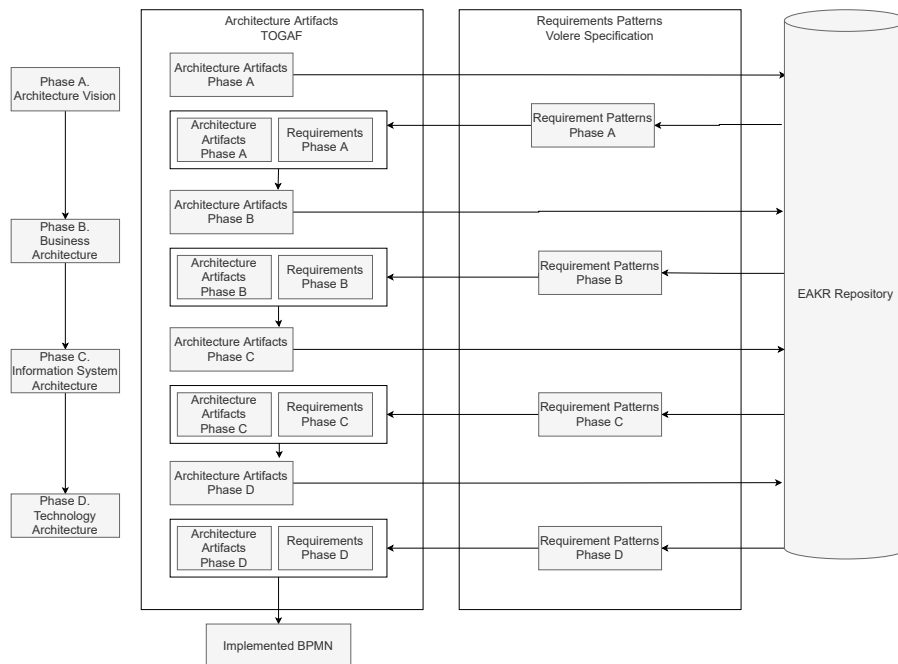 Architecture Artifacts
TOGAF
Requirements Patterns
Volere Specification
Phase A.
Architecture Vision
Architecture Artifacts
Phase A
Architecture
Artifacts
Phase A
Requirements
Phase A
Requirement Patterns
Phase A
Architecture Artifacts
Phase B
Phase B.
Business
Architecture
Architecture
Artifacts
Phase B
Requirements
Phase B
Requirement Patterns
Phase B
EAKR Repository
Architecture Artifacts
Phase C
Phase C.
Information System
Architecture
Architecture
Artifacts
Phase C
Requirements
Phase C
Requirement Patterns
Phase C
Architecture Artifacts
Phase D
Phase D.
Technology
Architecture
Architecture
Artifacts
Phase D
Requirements
Phase D
Requirement Patterns
Phase D
Implemented BPMN